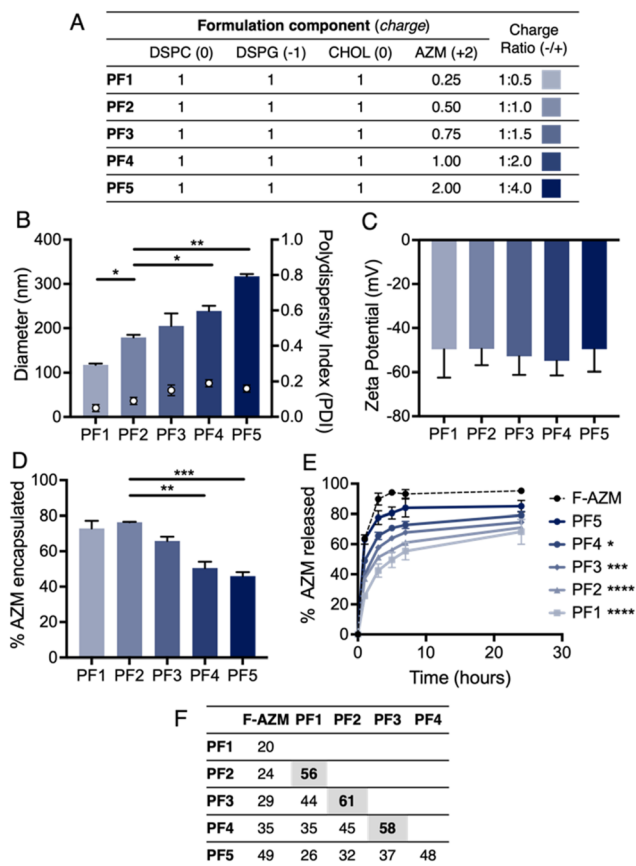 A
Formulation component (charge)
Charge Ratio (-/+)
DSPC (0) DSPG (-1) CHOL (0) AZM (+2)
PF1 1 1 1 0.25 1:0.5
PF2 1 1 1 0.50 1:1.0
PF3 1 1 1 0.75 1:1.5
PF4 1 1 1 1.00 1:2.0
PF5 1 1 1 2.00 1:4.0
B
Diameter (nm)
400
300
200
100
0
*
*
**
1.0
0.8
0.6
0.4
0.2
0.0
Polydispersity Index (PDI)
PF1 PF2 PF3 PF4 PF5
C
Zeta Potential (mV)
0
-20
-40
-60
-80
PF1 PF2 PF3 PF4 PF5
D
% AZM encapsulated
100
80
60
40
20
0
***
**
PF1 PF2 PF3 PF4 PF5
E
% AZM released
100
80
60
40
20
0
0 10 20 30
Time (hours)
F-AZM
PF5
PF4 *
PF3 ***
PF2 ****
PF1 ****
F
F-AZM PF1 PF2 PF3 PF4
PF1 20
PF2 24 56
PF3 29 44 61
PF4 35 35 45 58
PF5 49 26 32 37 48